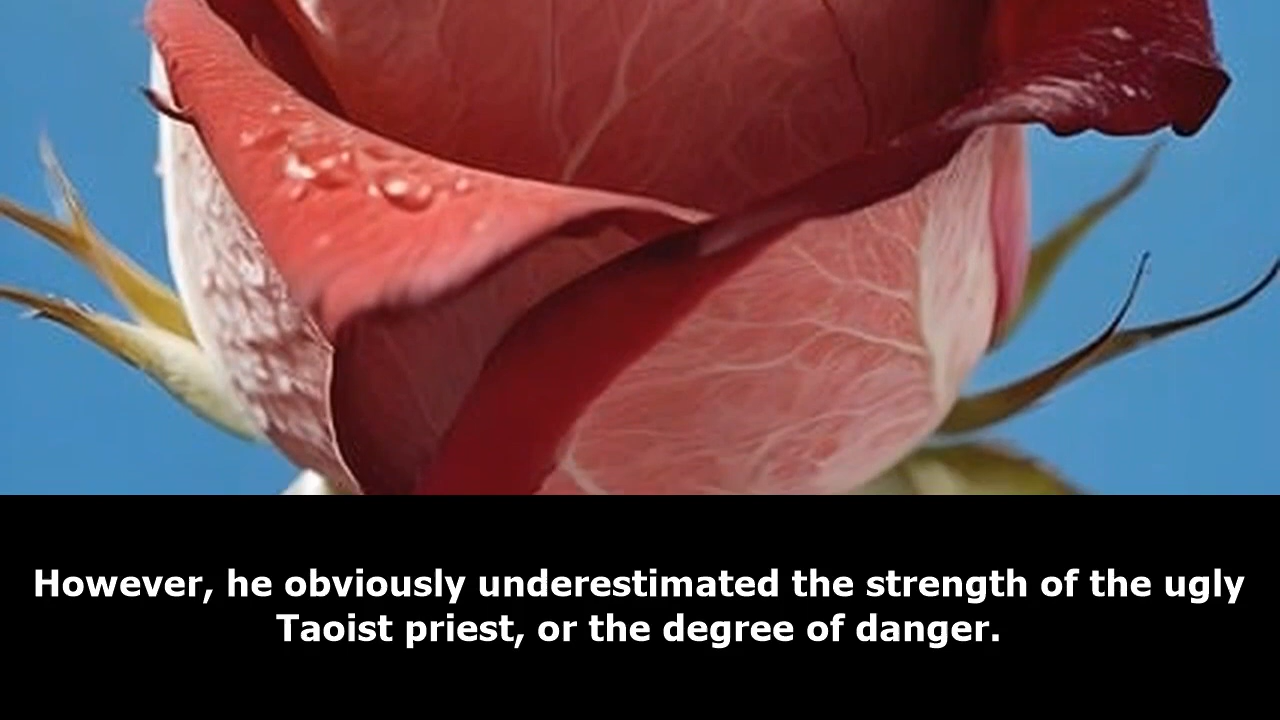 However, he obviously underestimated the strength of the ugly
Taoist priest, or the degree of danger.